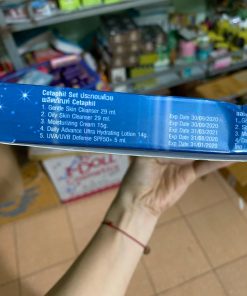 Cetaphil Set ประกอบด้วย
ผลิตภัณฑ์ Cetaphil
1. Gentle Skin Cleanser 29 ml. Exp Date 30/09/2020
2. Oily Skin Cleanser 29 ml. Exp Date 30/09/2020
3. Moisturizing Cream 15g. Exp Date 31/03/2021
4. Daily Advance Ultra Hydrating Lotion 14g. Exp Date 31/08/2020
5. UVA/UVB Defense SPF50+ 5 ml. Exp Date 31/01/2020